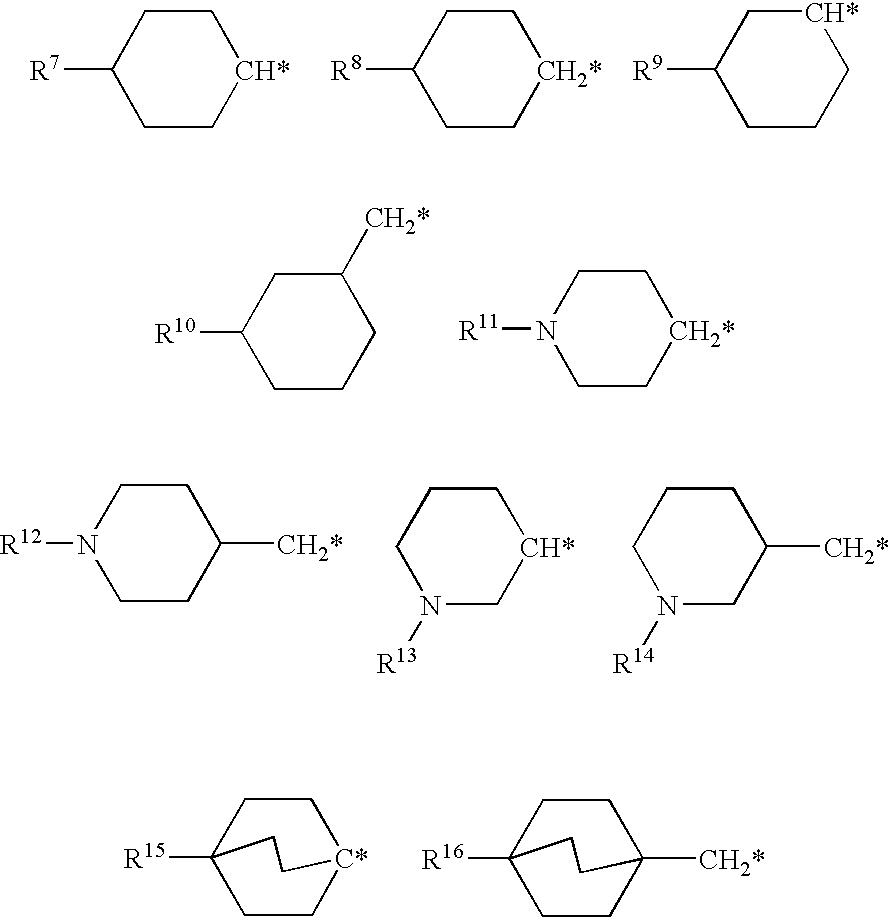 R⁷ CH* R⁸ CH₂* R⁹ CH*
R¹⁰ CH₂* R¹¹ N CH₂*
R¹² N CH₂* N R¹³ CH* N R¹⁴ CH₂*
R¹⁵ C* R¹⁶ CH₂*